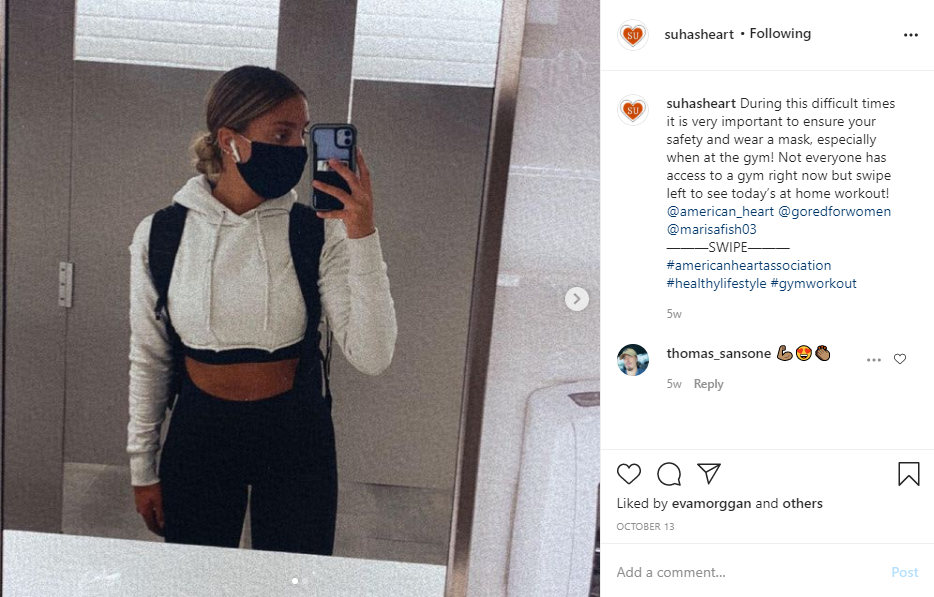 suhasheart • Following
suhasheart During this difficult times
it is very important to ensure your
safety and wear a mask, especially
when at the gym! Not everyone has
access to a gym right now but swipe
left to see today's at home workout!
@american_heart @goredforwomen
@marisafish03
———SWIPE———
#americanheartassociation
#healthylifestyle #gymworkout
5w
thomas_sansone 💪🏽😍👏🏽
5w Reply
Liked by evamorggan and others
OCTOBER 13
Add a comment...
Post
SU
SU